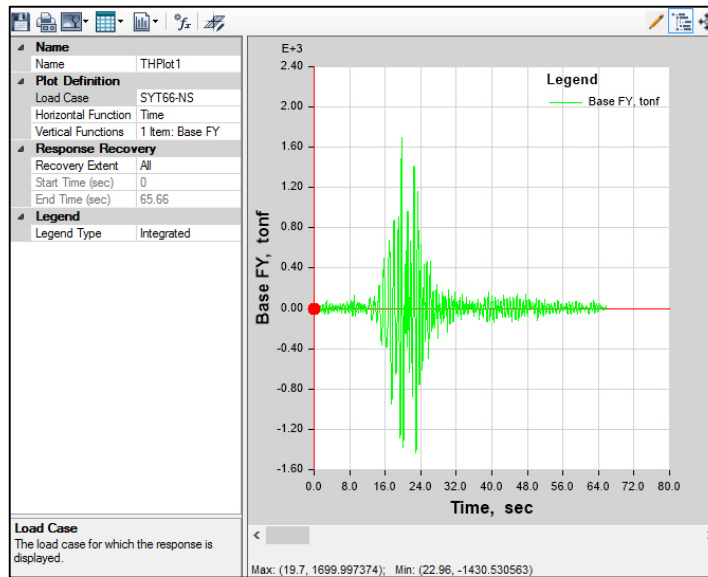 Name
Name THPlot1
Plot Definition
Load Case SYT66-NS
Horizontal Function Time
Vertical Functions 1 Item: Base FY
Response Recovery
Recovery Extent All
Start Time (sec) 0
End Time (sec) 65.66
Legend
Legend Type Integrated
Load Case
The load case for which the response is
displayed.
E+3
Legend
Base FY, tonf
2.40
2.00
1.60
1.20
0.80
0.40
0.00
-0.40
-0.80
-1.20
-1.60
Base FY, tonf
0.0 8.0 16.0 24.0 32.0 40.0 48.0 56.0 64.0 72.0 80.0
Time, sec
Max: (19.7, 1699.997374); Min: (22.96, -1430.530563)